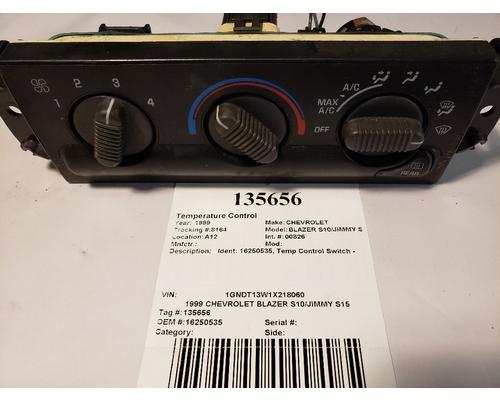 1 2 3 4
MAX A/C
A/C
OFF
REAR
135656
Temperature Control
Year: 1999 Make: CHEVROLET
Tracking #:8164 Model: BLAZER S10/JIMMY S
Location: A12 Int. #: 00826
Mnfctr.: Mod:
Description: Ident: 16250535, Temp Control Switch -
VIN: 1GNDT13W1X218060
1999 CHEVROLET BLAZER S10/JIMMY S15
Tag #: 135656
OEM #: 16250535 Serial #:
Category: Side: